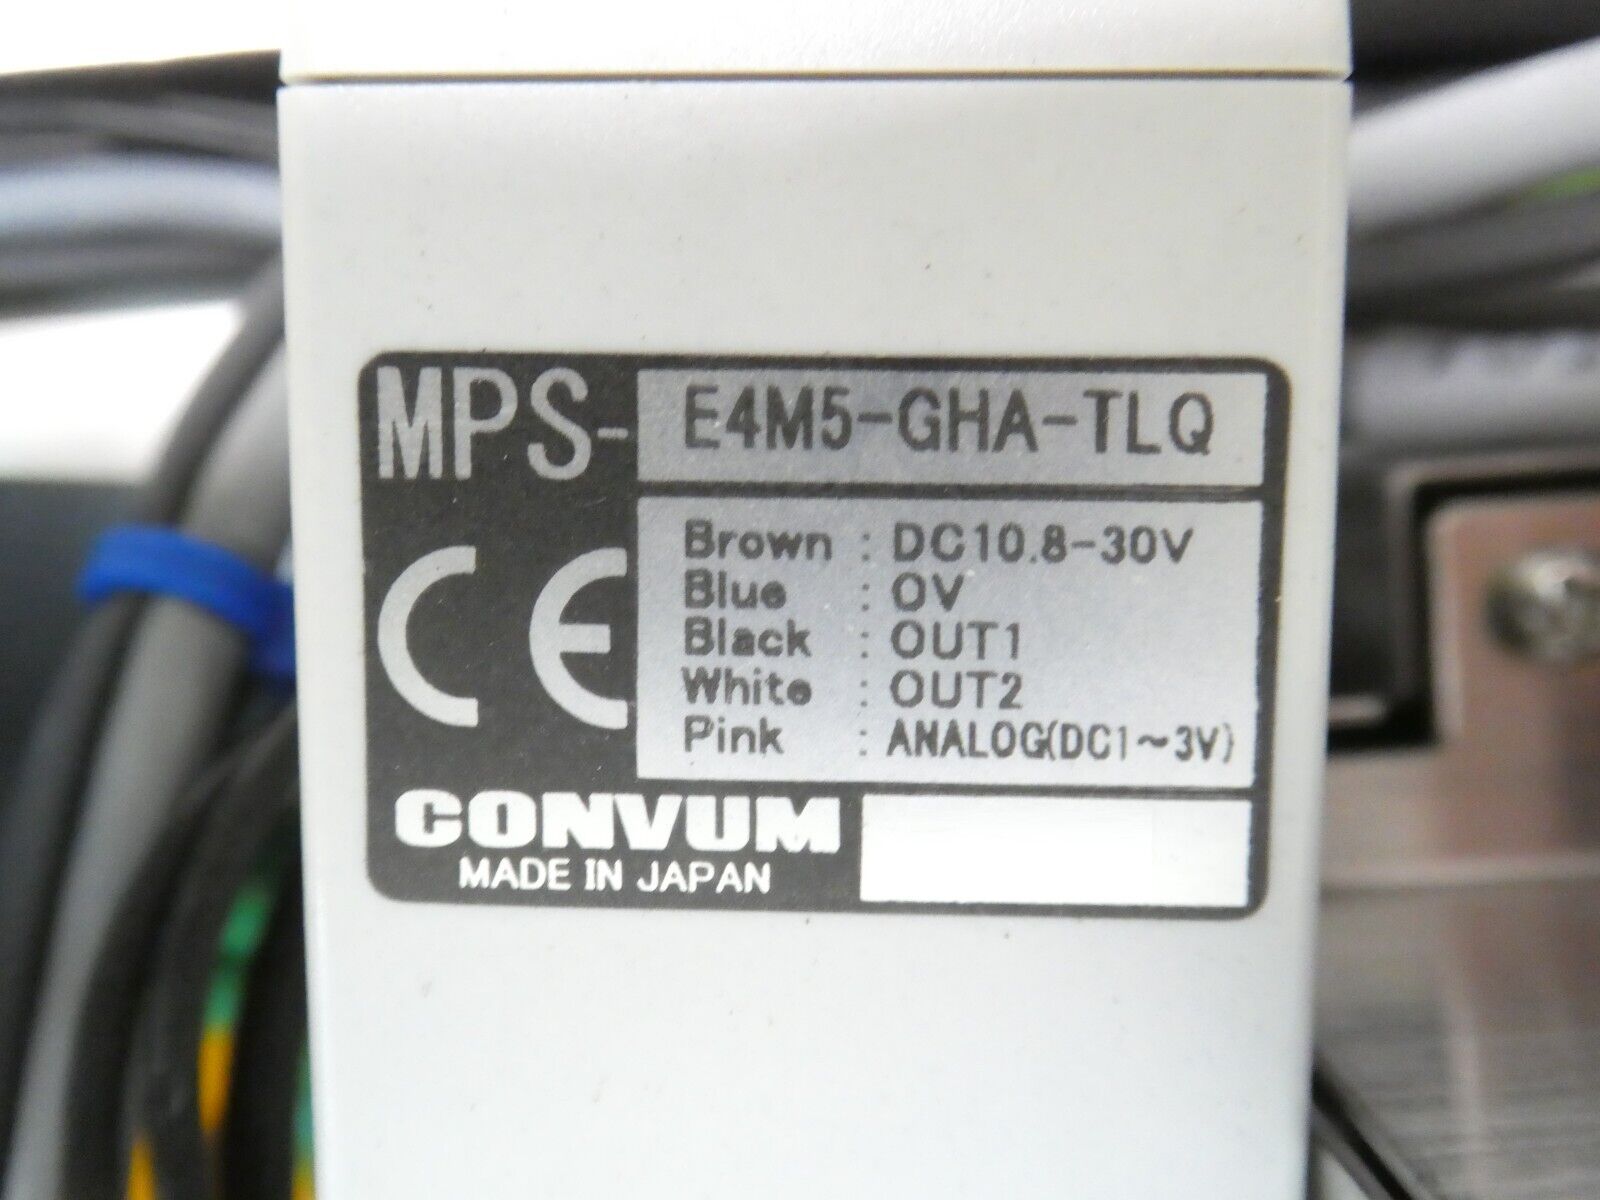 MPS- E4M5-GHA-TLQ
CE
Brown : DC10.8-30V
Blue : 0V
Black : OUT1
White : OUT2
Pink : ANALOG(DC1~3V)
CONVUM
MADE IN JAPAN